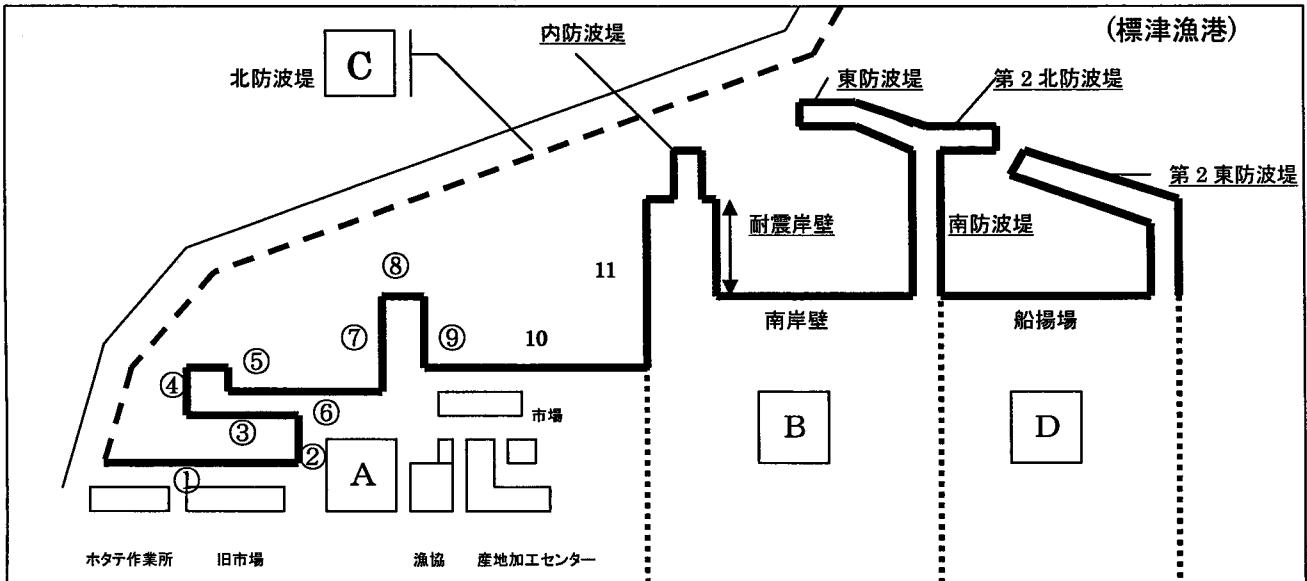 (標津漁港)
内防波堤
C
北防波堤
東防波堤
第2北防波堤
第2東防波堤
耐震岸壁
南防波堤
⑧
11
⑦
⑨
10
南岸壁
船揚場
⑤
④
⑥
③
②
①
市場
A
B
D
ホタテ作業所
旧市場
漁協
産地加工センター